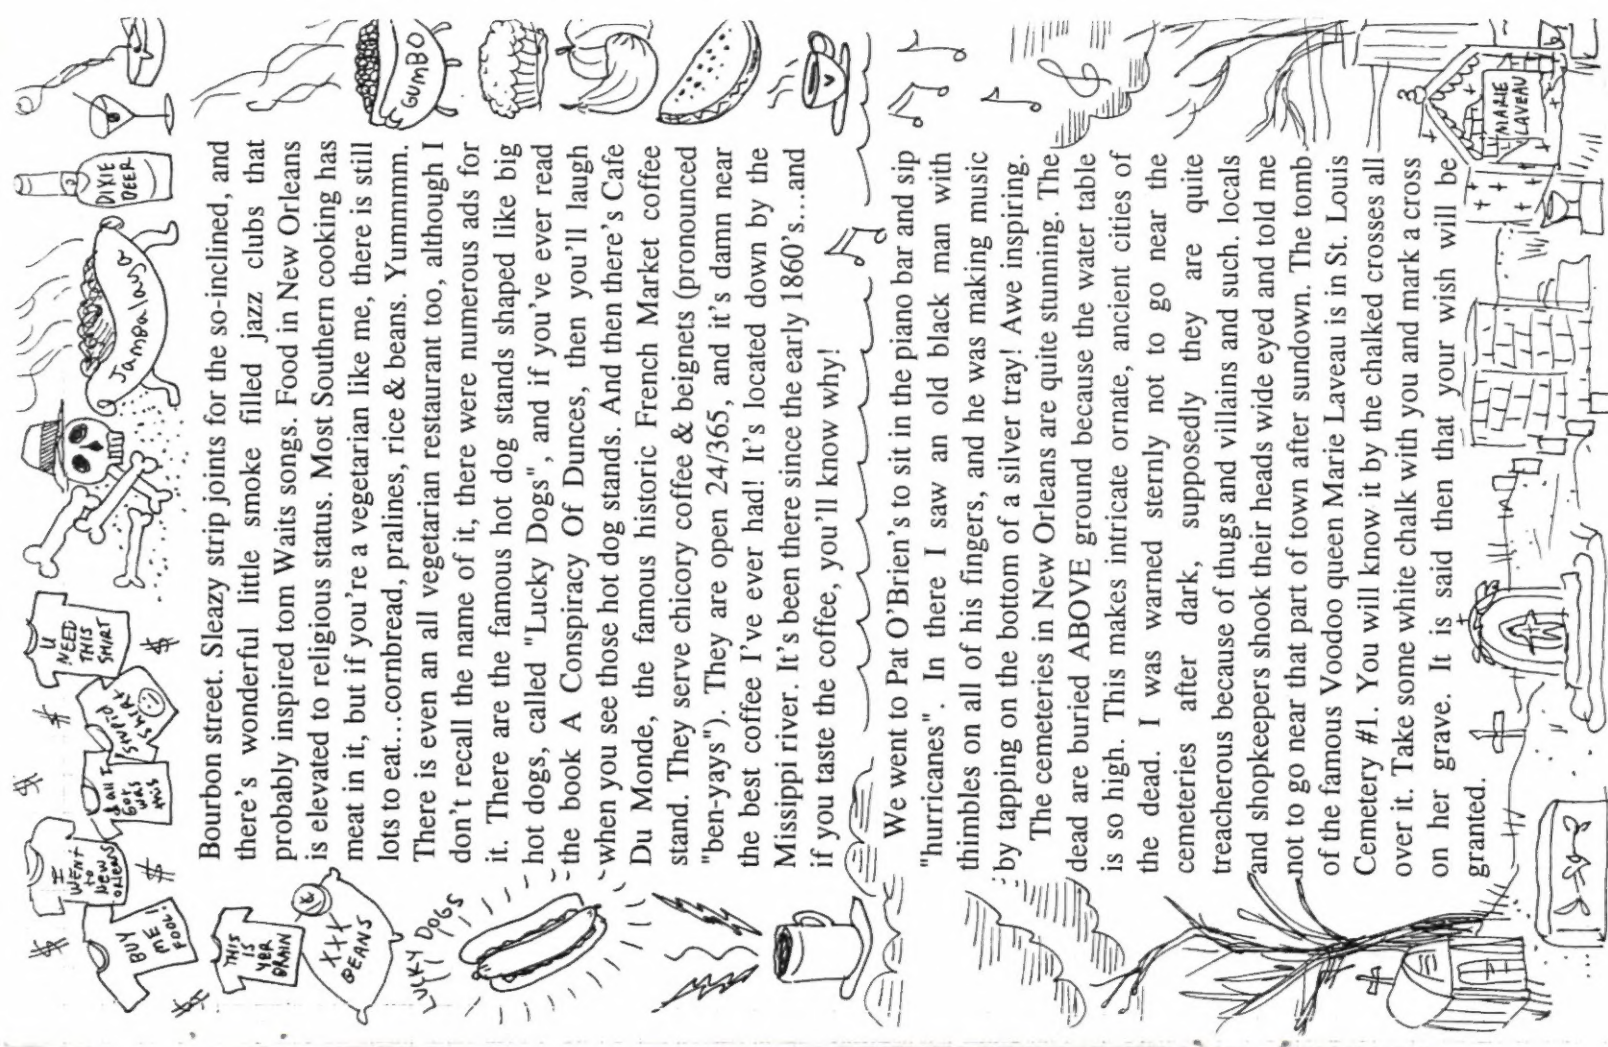 BUY
ME!
FOOL!
I
WENT
to
NEW
ORLEANS
& all I
GOT
WAS
this
STUPID
SHIRT
U
NEED
THIS
SHIRT
Jambalaya
DIXIE
BEER
THIS
IS
YER
BRAIN
XXX
BEANS
GUMBO
LUCKY DOGS
Bourbon street. Sleazy strip joints for the so-inclined, and
there's wonderful little smoke filled jazz clubs that
probably inspired tom Waits songs. Food in New Orleans
is elevated to religious status. Most Southern cooking has
meat in it, but if you're a vegetarian like me, there is still
lots to eat...cornbread, pralines, rice & beans. Yummmm.
There is even an all vegetarian restaurant too, although I
don't recall the name of it, there were numerous ads for
it. There are the famous hot dog stands shaped like big
hot dogs, called "Lucky Dogs", and if you've ever read
the book A Conspiracy Of Dunces, then you'll laugh
when you see those hot dog stands. And then there's Cafe
Du Monde, the famous historic French Market coffee
stand. They serve chicory coffee & beignets (pronounced
"ben-yays"). They are open 24/365, and it's damn near
the best coffee I've ever had! It's located down by the
Missippi river. It's been there since the early 1860's...and
if you taste the coffee, you'll know why!
We went to Pat O'Brien's to sit in the piano bar and sip
"hurricanes". In there I saw an old black man with
thimbles on all of his fingers, and he was making music
by tapping on the bottom of a silver tray! Awe inspiring.
The cemeteries in New Orleans are quite stunning. The
dead are buried ABOVE ground because the water table
is so high. This makes intricate ornate, ancient cities of
the dead. I was warned sternly not to go near the
cemeteries after dark, supposedly they are quite
treacherous because of thugs and villains and such. locals
and shopkeepers shook their heads wide eyed and told me
not to go near that part of town after sundown. The tomb
of the famous Voodoo queen Marie Laveau is in St. Louis
Cemetery #1. You will know it by the chalked crosses all
over it. Take some white chalk with you and mark a cross
on her grave. It is said then that your wish will be
granted.
MARIE
LAVEAU